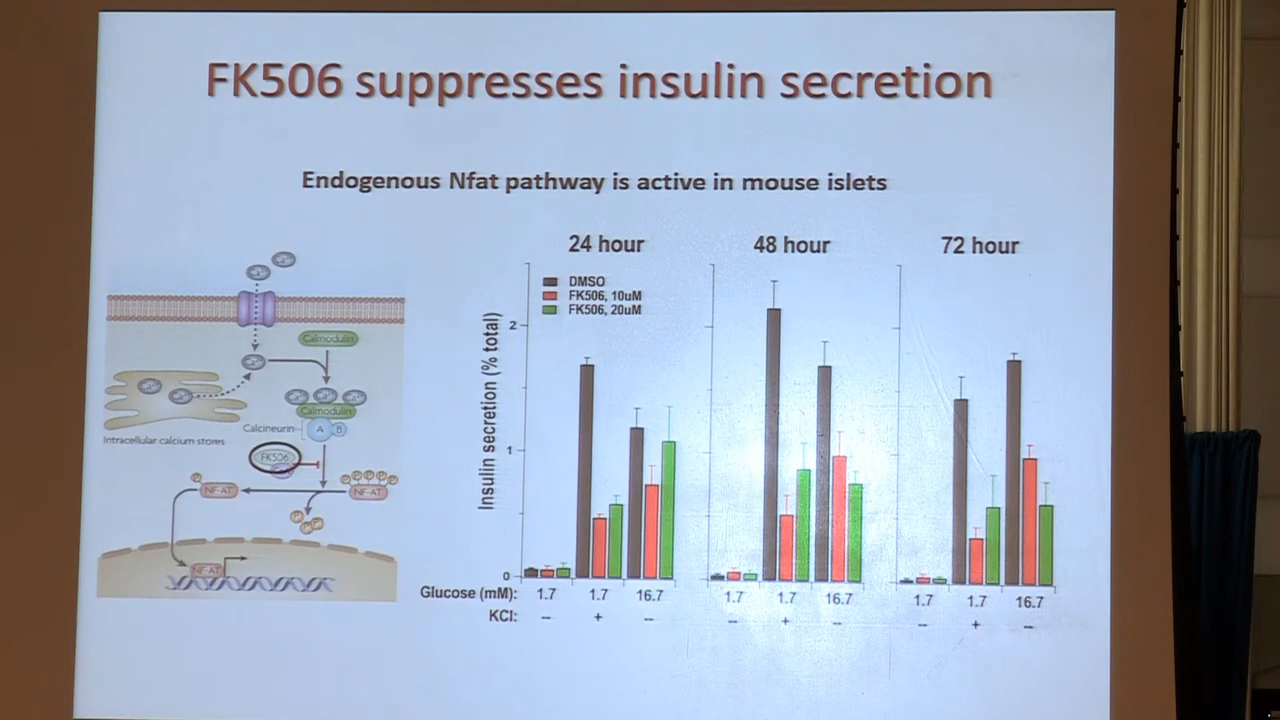 FK506 suppresses insulin secretion
Endogenous Nfat pathway is active in mouse islets
Calmodulin
Calmodulin
Calcineurin
A
B
Intracellular calcium stores
FK506
P
P P P P P
NF-AT
NF-AT
P
P P
NF-AT
24 hour
48 hour
72 hour
DMSO
FK506, 10uM
FK506, 20uM
Insulin secretion (% total)
2
1
0
Glucose (mM): 1.7 1.7 16.7 1.7 1.7 16.7 1.7 1.7 16.7
KCl: -- + -- -- + -- -- + --